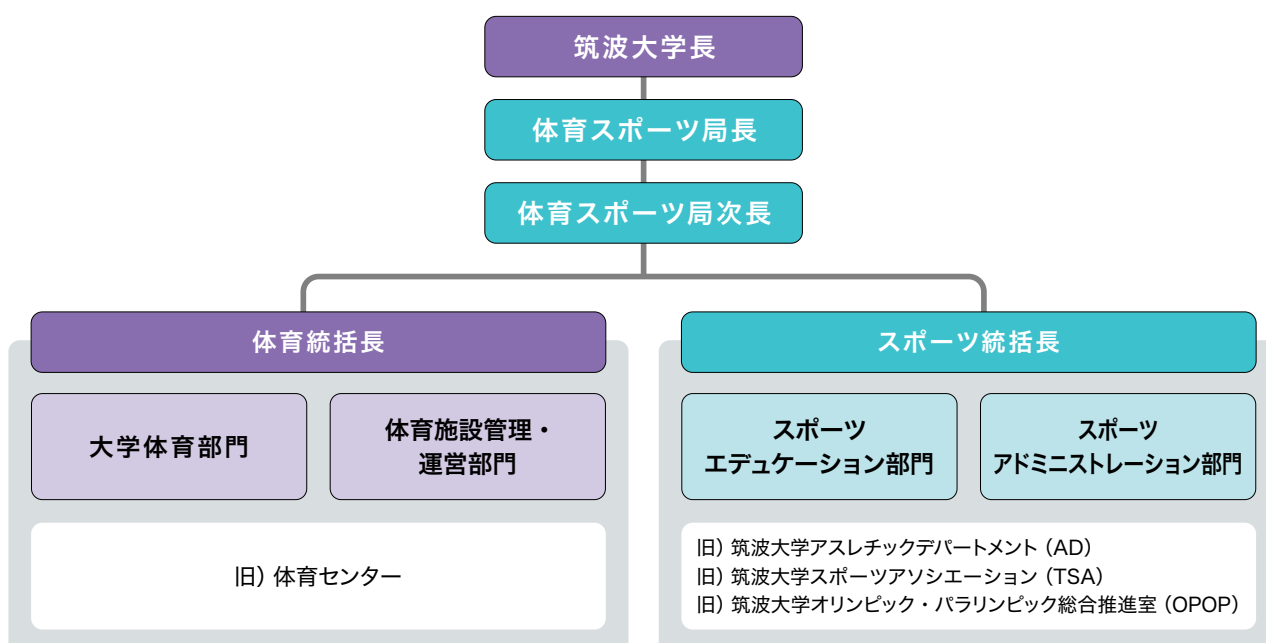 筑波大学長
体育スポーツ局長
体育スポーツ局次長
体育統括長
大学体育部門
体育施設管理・
運営部門
旧）体育センター
スポーツ統括長
スポーツ
エデュケーション部門
スポーツ
アドミニストレーション部門
旧）筑波大学アスレチックデパートメント（AD）
旧）筑波大学スポーツアソシエーション（TSA）
旧）筑波大学オリンピック・パラリンピック総合推進室（OPOP）